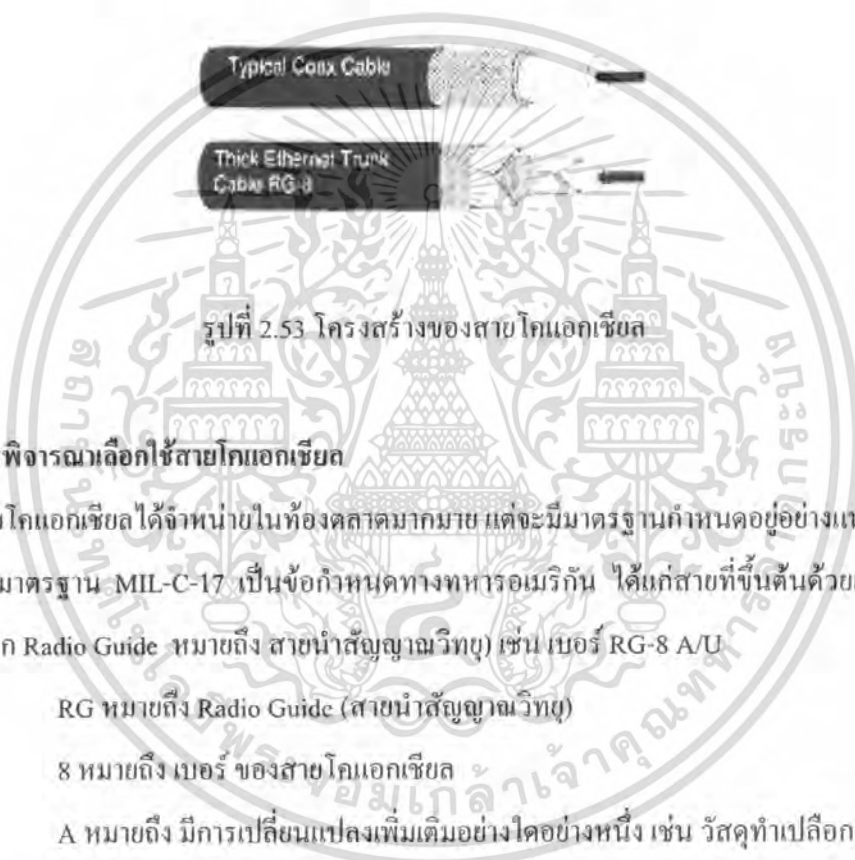 Typical Coax Cable
Thick Ethernet Trunk
Cable RG-8
รูปที่ 2.53 โครงสร้างของสายโคแอกเชียล
พิจารณาเลือกใช้สายโคแอกเชียล
โคแอกเชียลได้จำหน่ายในท้องตลาดมากมาย แต่จะมีมาตรฐานกำหนดอยู่อย่างแ
มาตรฐาน MIL-C-17 เป็นข้อกำหนดทางทหารอเมริกัน ได้แก่สายที่ขึ้นต้นด้วย
ก Radio Guide หมายถึง สายนำสัญญาณวิทยุ) เช่น เบอร์ RG-8 A/U
RG หมายถึง Radio Guide (สายนำสัญญาณวิทยุ)
8 หมายถึง เบอร์ ของสายโคแอกเชียล
A หมายถึง มีการเปลี่ยนแปลงเพิ่มเติมอย่างใดอย่างหนึ่ง เช่น วัสดุทำเปลือก